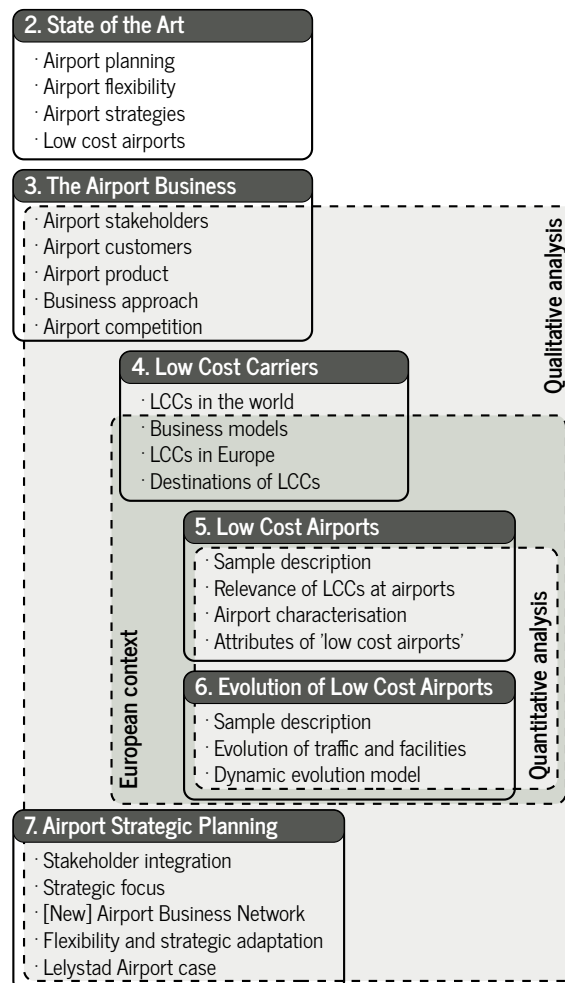 2. State of the Art
· Airport planning
· Airport flexibility
· Airport strategies
· Low cost airports
3. The Airport Business
· Airport stakeholders
· Airport customers
· Airport product
· Business approach
· Airport competition
Qualitative analysis
4. Low Cost Carriers
· LCCs in the world
· Business models
· LCCs in Europe
· Destinations of LCCs
European context
5. Low Cost Airports
· Sample description
· Relevance of LCCs at airports
· Airport characterisation
· Attributes of 'low cost airports'
Quantitative analysis
6. Evolution of Low Cost Airports
· Sample description
· Evolution of traffic and facilities
· Dynamic evolution model
7. Airport Strategic Planning
· Stakeholder integration
· Strategic focus
· [New] Airport Business Network
· Flexibility and strategic adaptation
· Lelystad Airport case